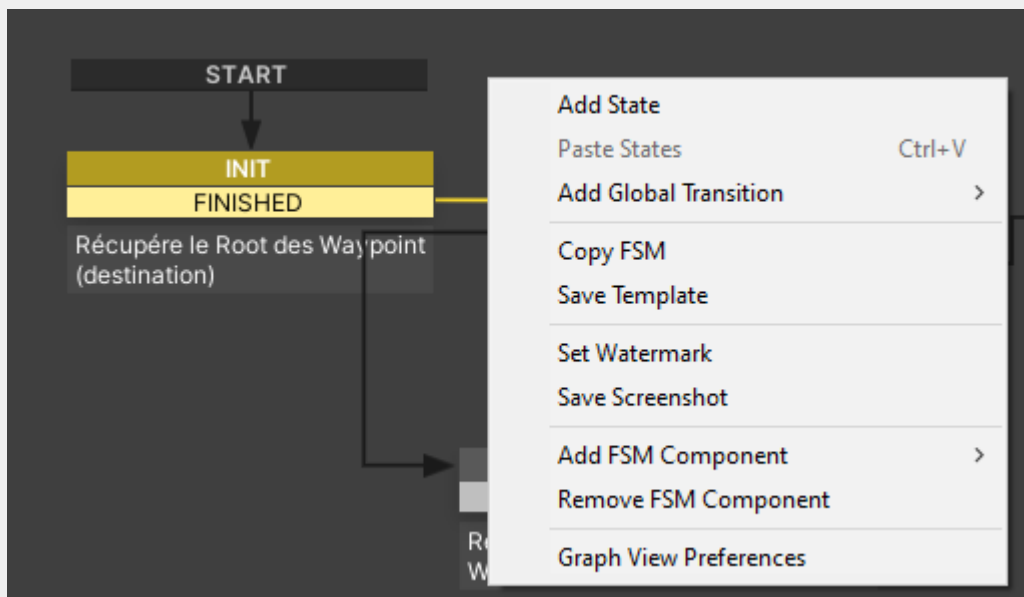 START
INIT
FINISHED
Récupére le Root des Waypoint
(destination)
Add State
Paste States Ctrl+V
Add Global Transition
Copy FSM
Save Template
Set Watermark
Save Screenshot
Add FSM Component
Remove FSM Component
Graph View Preferences